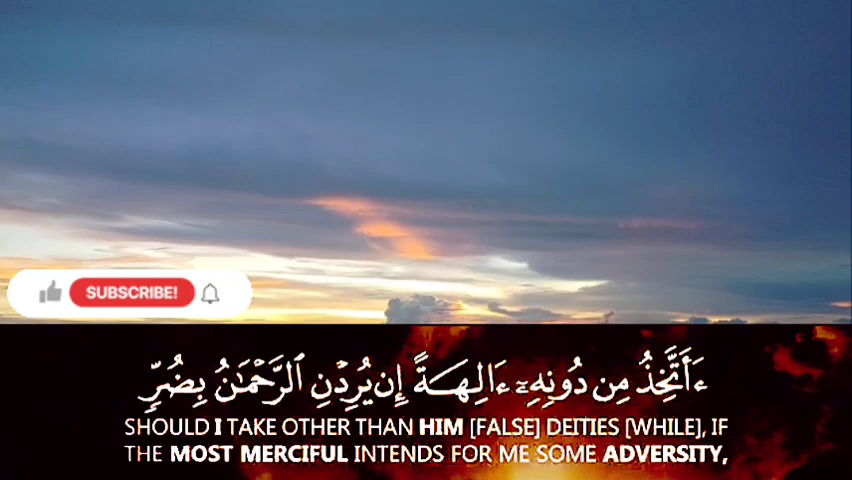 SUBSCRIBE!
ءَأَتَّخِذُ مِن دُونِهِۦٓ ءَالِهَةً إِن يُرِدْنِ ٱلرَّحْمَـٰنُ بِضُرٍّ
SHOULD I TAKE OTHER THAN HIM [FALSE] DEITIES [WHILE], IF
THE MOST MERCIFUL INTENDS FOR ME SOME ADVERSITY,